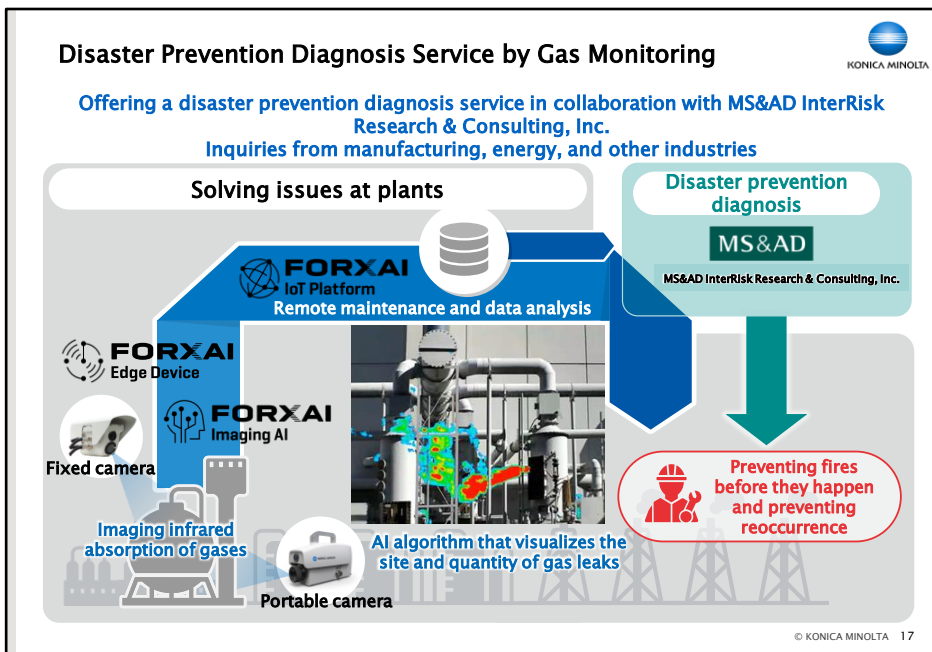 Disaster Prevention Diagnosis Service by Gas Monitoring
KONICA MINOLTA
Offering a disaster prevention diagnosis service in collaboration with MS&AD InterRisk
Research & Consulting, Inc.
Inquiries from manufacturing, energy, and other industries
Solving issues at plants
Disaster prevention
diagnosis
MS&AD
MS&AD InterRisk Research & Consulting, Inc.
FORXAI
IoT Platform
Remote maintenance and data analysis
FORXAI
Edge Device
FORXAI
Imaging AI
Fixed camera
Imaging infrared
absorption of gases
Portable camera
AI algorithm that visualizes the
site and quantity of gas leaks
Preventing fires
before they happen
and preventing
reoccurrence
© KONICA MINOLTA 17